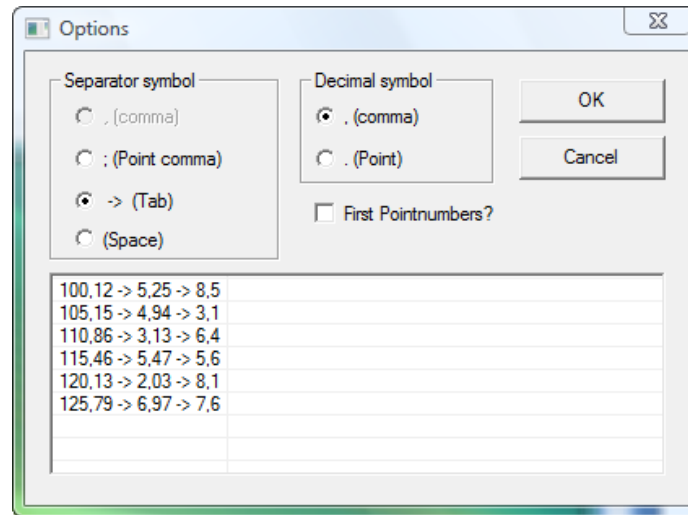 Options
Separator symbol
, (comma)
; (Point comma)
-> (Tab)
(Space)
Decimal symbol
, (comma)
. (Point)
First Pointnumbers?
OK
Cancel
100,12 -> 5,25 -> 8,5
105,15 -> 4,94 -> 3,1
110,86 -> 3,13 -> 6,4
115,46 -> 5,47 -> 5,6
120,13 -> 2,03 -> 8,1
125,79 -> 6,97 -> 7,6